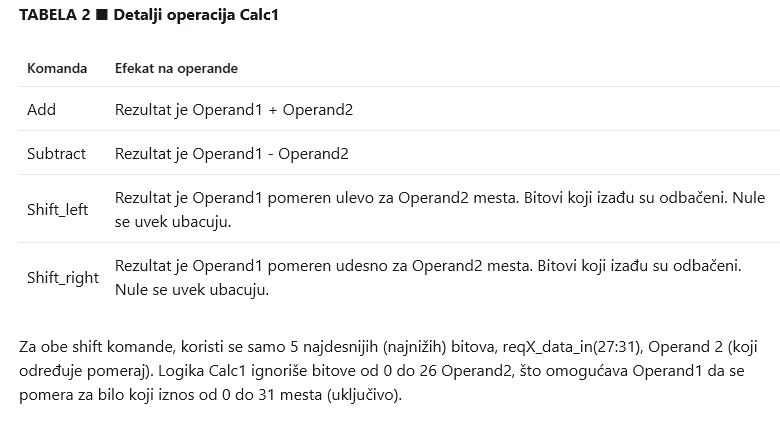 TABELA 2 ■ Detalji operacija Calc1
Komanda Efekat na operande
Add Rezultat je Operand1 + Operand2
Subtract Rezultat je Operand1 - Operand2
Shift_left Rezultat je Operand1 pomeren ulevo za Operand2 mesta. Bitovi koji izađu su odbačeni. Nule
se uvek ubacuju.
Shift_right Rezultat je Operand1 pomeren udesno za Operand2 mesta. Bitovi koji izađu su odbačeni.
Nule se uvek ubacuju.
Za obe shift komande, koristi se samo 5 najdesnijih (najnižih) bitova, reqX_data_in(27:31), Operand 2 (koji
određuje pomeraj). Logika Calc1 ignoriše bitove od 0 do 26 Operand2, što omogućava Operand1 da se
pomera za bilo koji iznos od 0 do 31 mesta (uključivo).